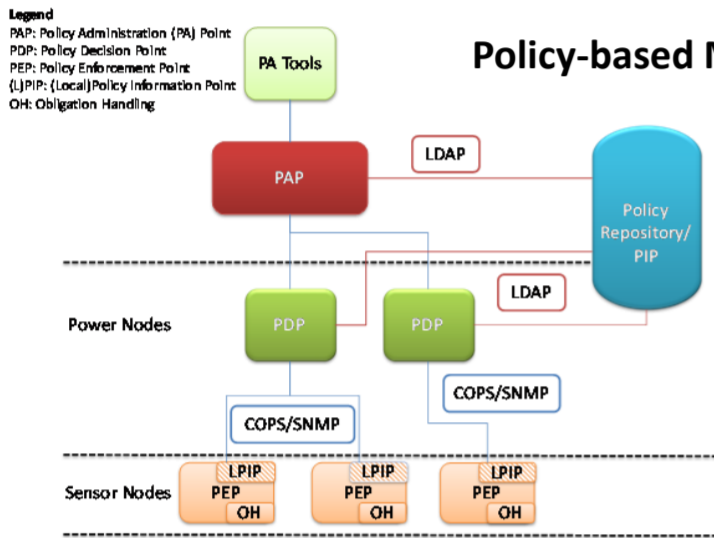 Legend
PAP: Policy Administration (PA) Point
PDP: Policy Decision Point
PEP: Policy Enforcement Point
(L)PIP: (Local)Policy Information Point
OH: Obligation Handling
Policy-based
PA Tools
LDAP
PAP
Policy
Repository/
PIP
LDAP
Power Nodes
PDP
PDP
COPS/SNMP
COPS/SNMP
LPIP
LPIP
LPIP
Sensor Nodes
PEP
PEP
PEP
OH
OH
OH